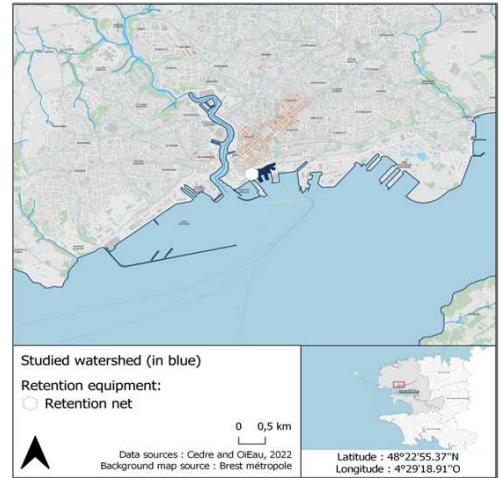 Studied watershed (in blue)
Retention equipment:
Retention net
0 0,5 km
Data sources : Cedre and OiEau, 2022
Background map source : Brest métropole
Latitude : 48°22'55.37"N
Longitude : 4°29'18.91"O